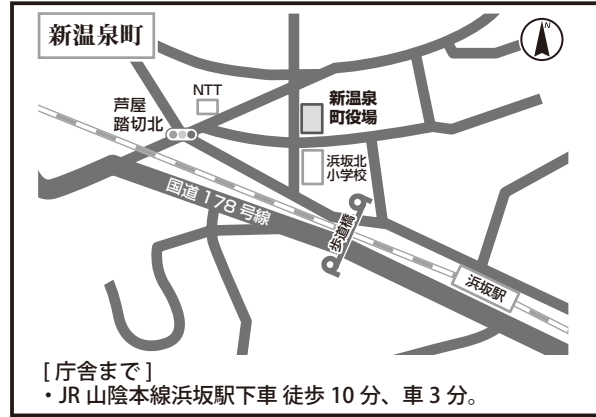 新温泉町
N
NTT
芦屋
踏切北
新温泉
町役場
浜坂北
小学校
国道178号線
歩道橋
浜坂駅
[庁舎まで]
・JR山陰本線浜坂駅下車 徒歩10分、車3分。